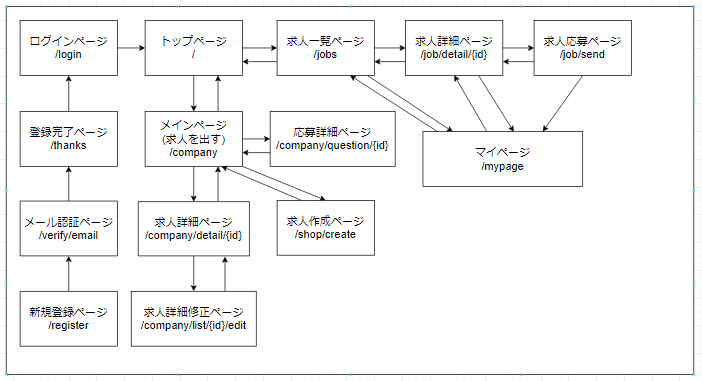 ログインページ
/login
トップページ
/
求人一覧ページ
/jobs
求人詳細ページ
/job/detail/{id}
求人応募ページ
/job/send
登録完了ページ
/thanks
メインページ
(求人を出す)
/company
応募詳細ページ
/company/question/{id}
マイページ
/mypage
メール認証ページ
/verify/email
求人詳細ページ
/company/detail/{id}
求人作成ページ
/shop/create
新規登録ページ
/register
求人詳細修正ページ
/company/list/{id}/edit